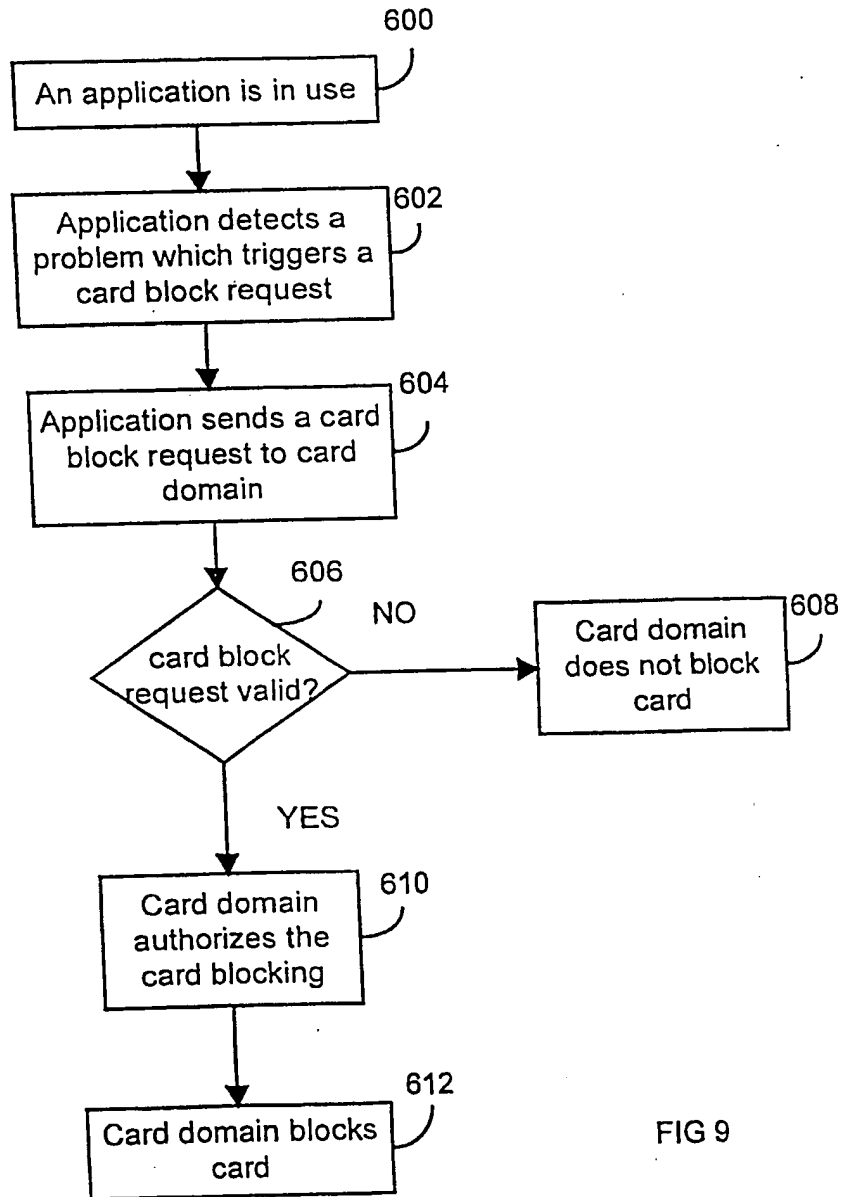 600
An application is in use
602
Application detects a
problem which triggers a
card block request
604
Application sends a card
block request to card
domain
606
card block
request valid?
NO
608
Card domain
does not block
card
YES
610
Card domain
authorizes the
card blocking
612
Card domain blocks
card
FIG 9